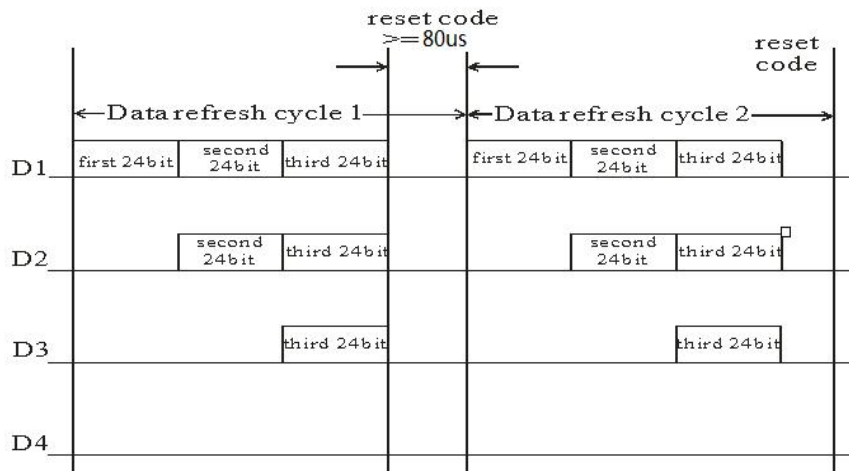 reset code
>=80us
reset
code
Data refresh cycle 1
Data refresh cycle 2
D1
first 24bit
second
24bit
third 24bit
first 24bit
second
24bit
third 24bit
D2
second
24bit
third 24bit
second
24bit
third 24bit
D3
third 24bit
third 24bit
D4